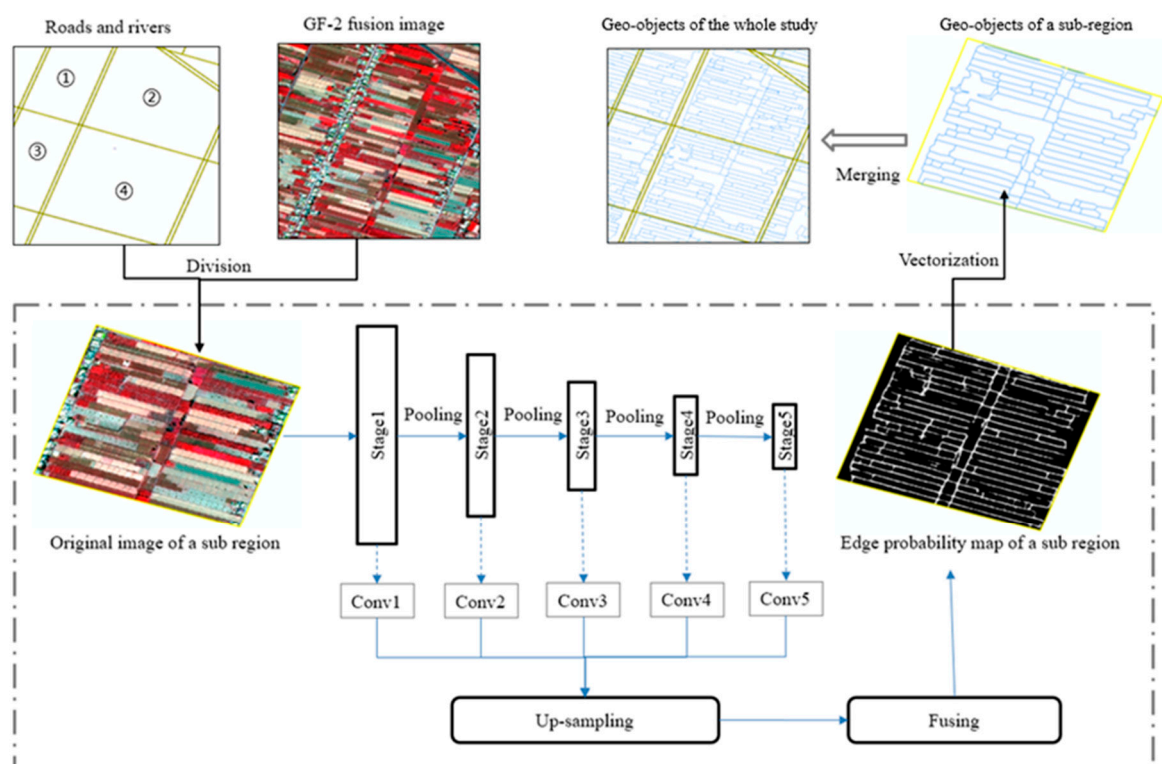 Roads and rivers
GF-2 fusion image
Geo-objects of the whole study
Geo-objects of a sub-region
①
②
③
④
Merging
Division
Vectorization
Stage1
Pooling
Stage2
Pooling
Stage3
Pooling
Stage4
Pooling
Stage5
Original image of a sub region
Edge probability map of a sub region
Conv1
Conv2
Conv3
Conv4
Conv5
Up-sampling
Fusing